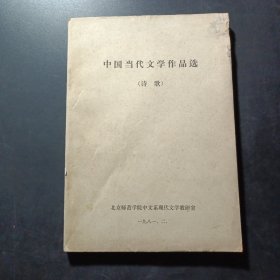 中国当代文学作品选
（诗歌）
北京师范学院中文系现代文学教研室
一九八一、二、